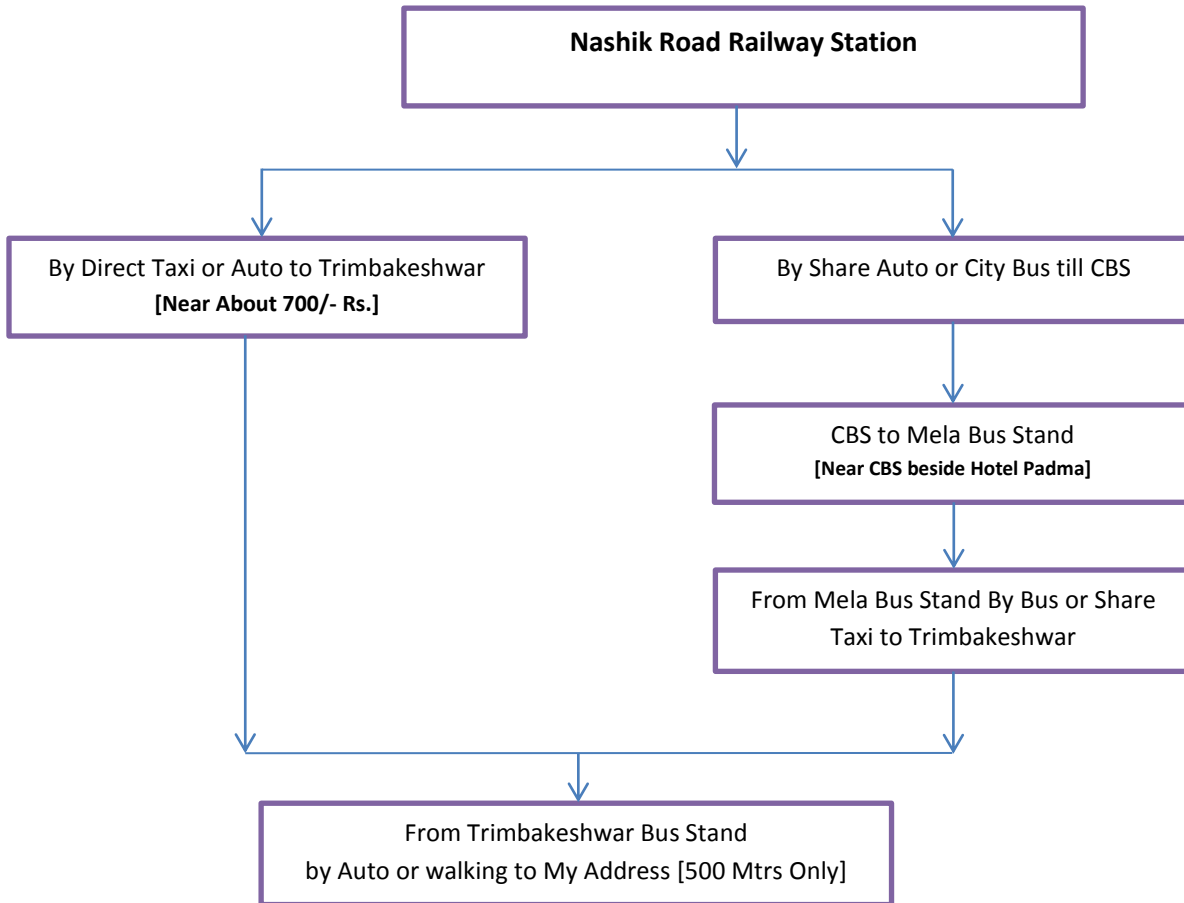 Nashik Road Railway Station
By Direct Taxi or Auto to Trimbakeshwar
[Near About 700/- Rs.]
By Share Auto or City Bus till CBS
CBS to Mela Bus Stand
[Near CBS beside Hotel Padma]
From Mela Bus Stand By Bus or Share
Taxi to Trimbakeshwar
From Trimbakeshwar Bus Stand
by Auto or walking to My Address [500 Mtrs Only]